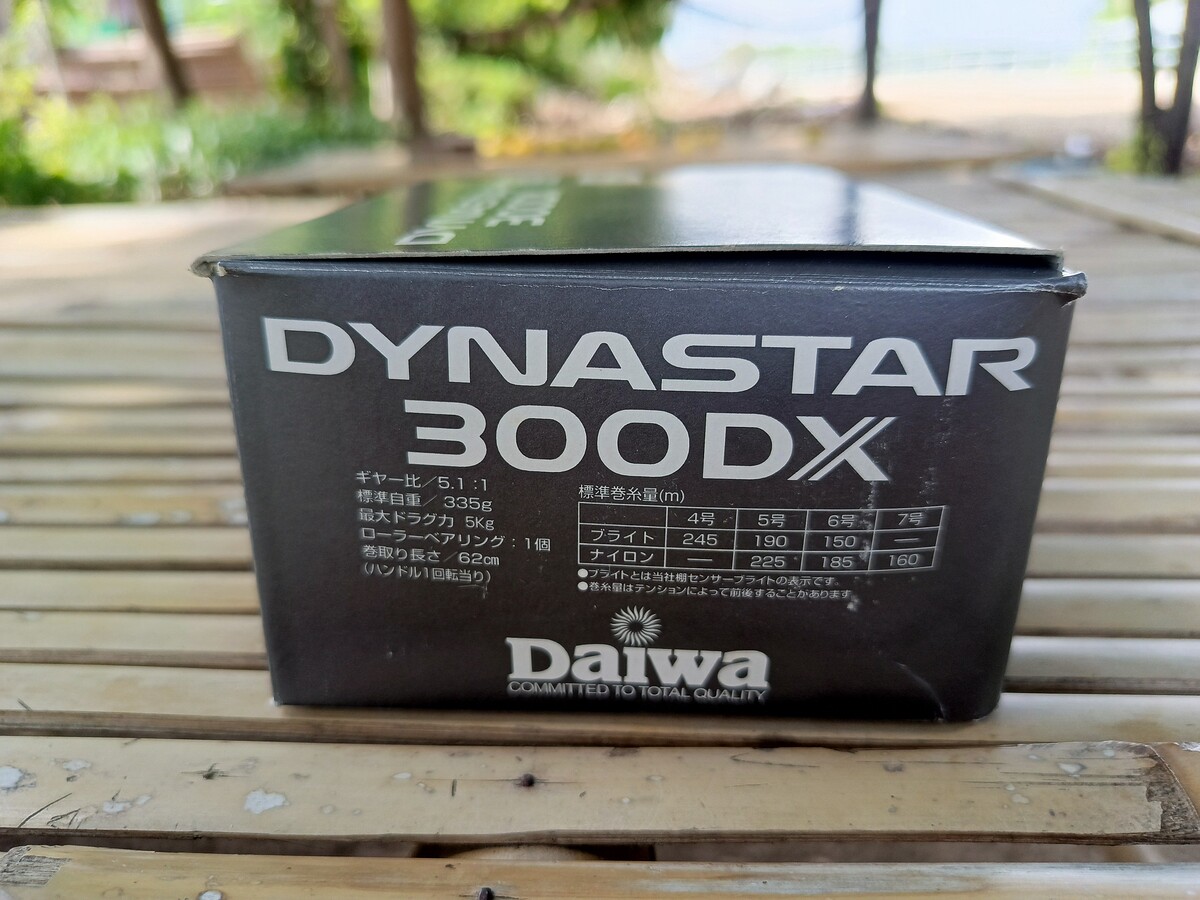 DYNASTAR
300DX
ギヤー比/5.1:1
標準自重/335g
最大ドラグ力 5Kg
ローラーベアリング:1個
巻取り長さ/62cm
(ハンドル1回転当り)
標準巻糸量(m)
4号 5号 6号 7号
ブライト 245 190 150 —
ナイロン — 225 185 160
●ブライトとは当社棚センサーブライトの表示です。
●巻糸量はテンションによって前後することがあります。
Daiwa
COMMITTED TO TOTAL QUALITY